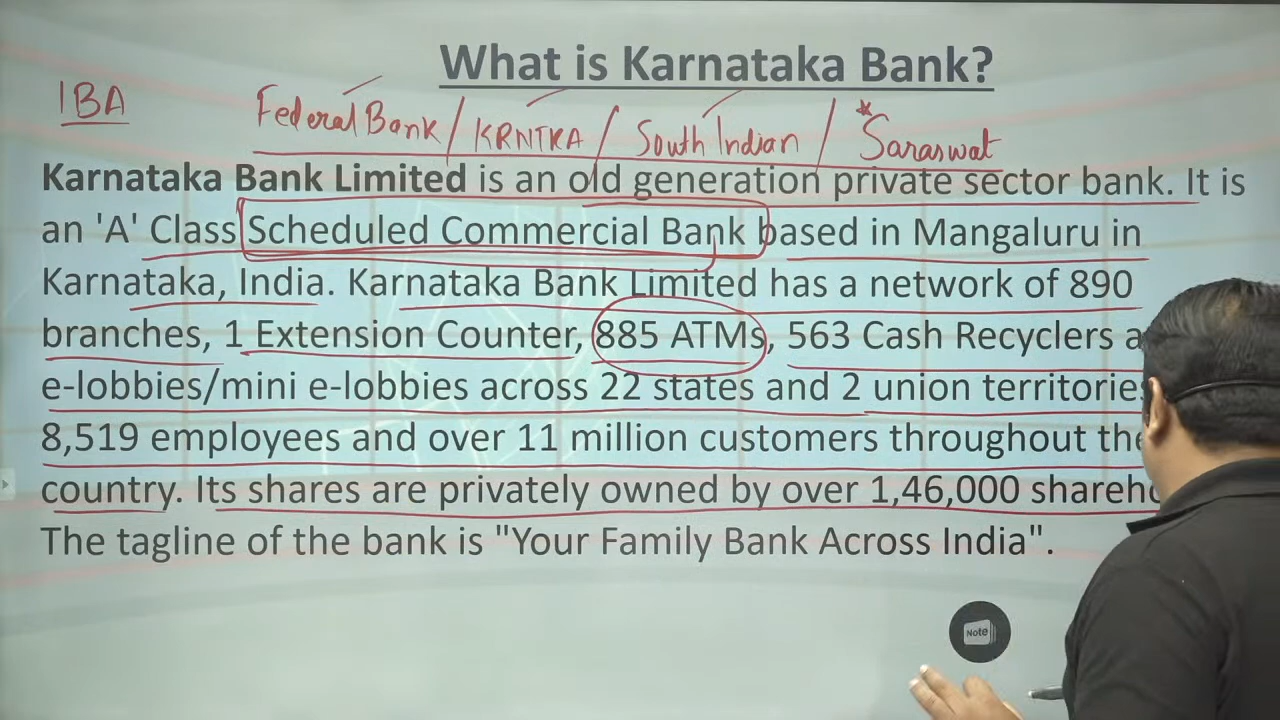 What is Karnataka Bank?
IBA
Federal Bank / KRNTKA / South Indian / *Saraswat
Karnataka Bank Limited is an old generation private sector bank. It is
an 'A' Class Scheduled Commercial Bank based in Mangaluru in
Karnataka, India. Karnataka Bank Limited has a network of 890
branches, 1 Extension Counter, 885 ATMs, 563 Cash Recyclers
e-lobbies/mini e-lobbies across 22 states and 2 union
8,519 employees and over 11 million customers throughout the
country. Its shares are privately owned by over 1,46,000
The tagline of the bank is "Your Family Bank Across India".
Note